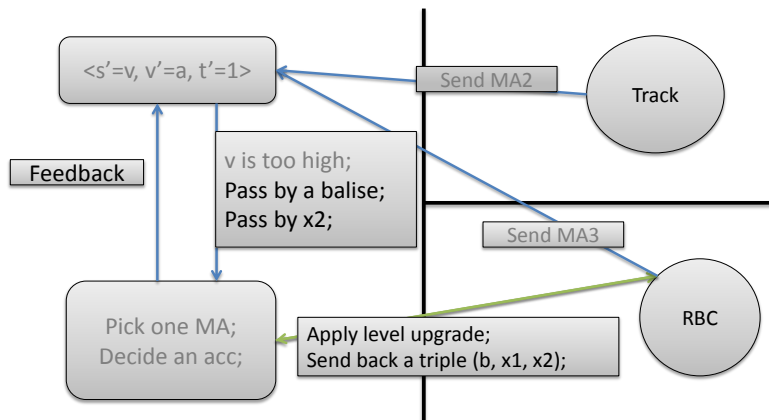 <s’=v, v’=a, t’=1>
Send MA2
Track
Feedback
v is too high;
Pass by a balise;
Pass by x2;
Send MA3
Pick one MA;
Decide an acc;
Apply level upgrade;
Send back a triple (b, x1, x2);
RBC